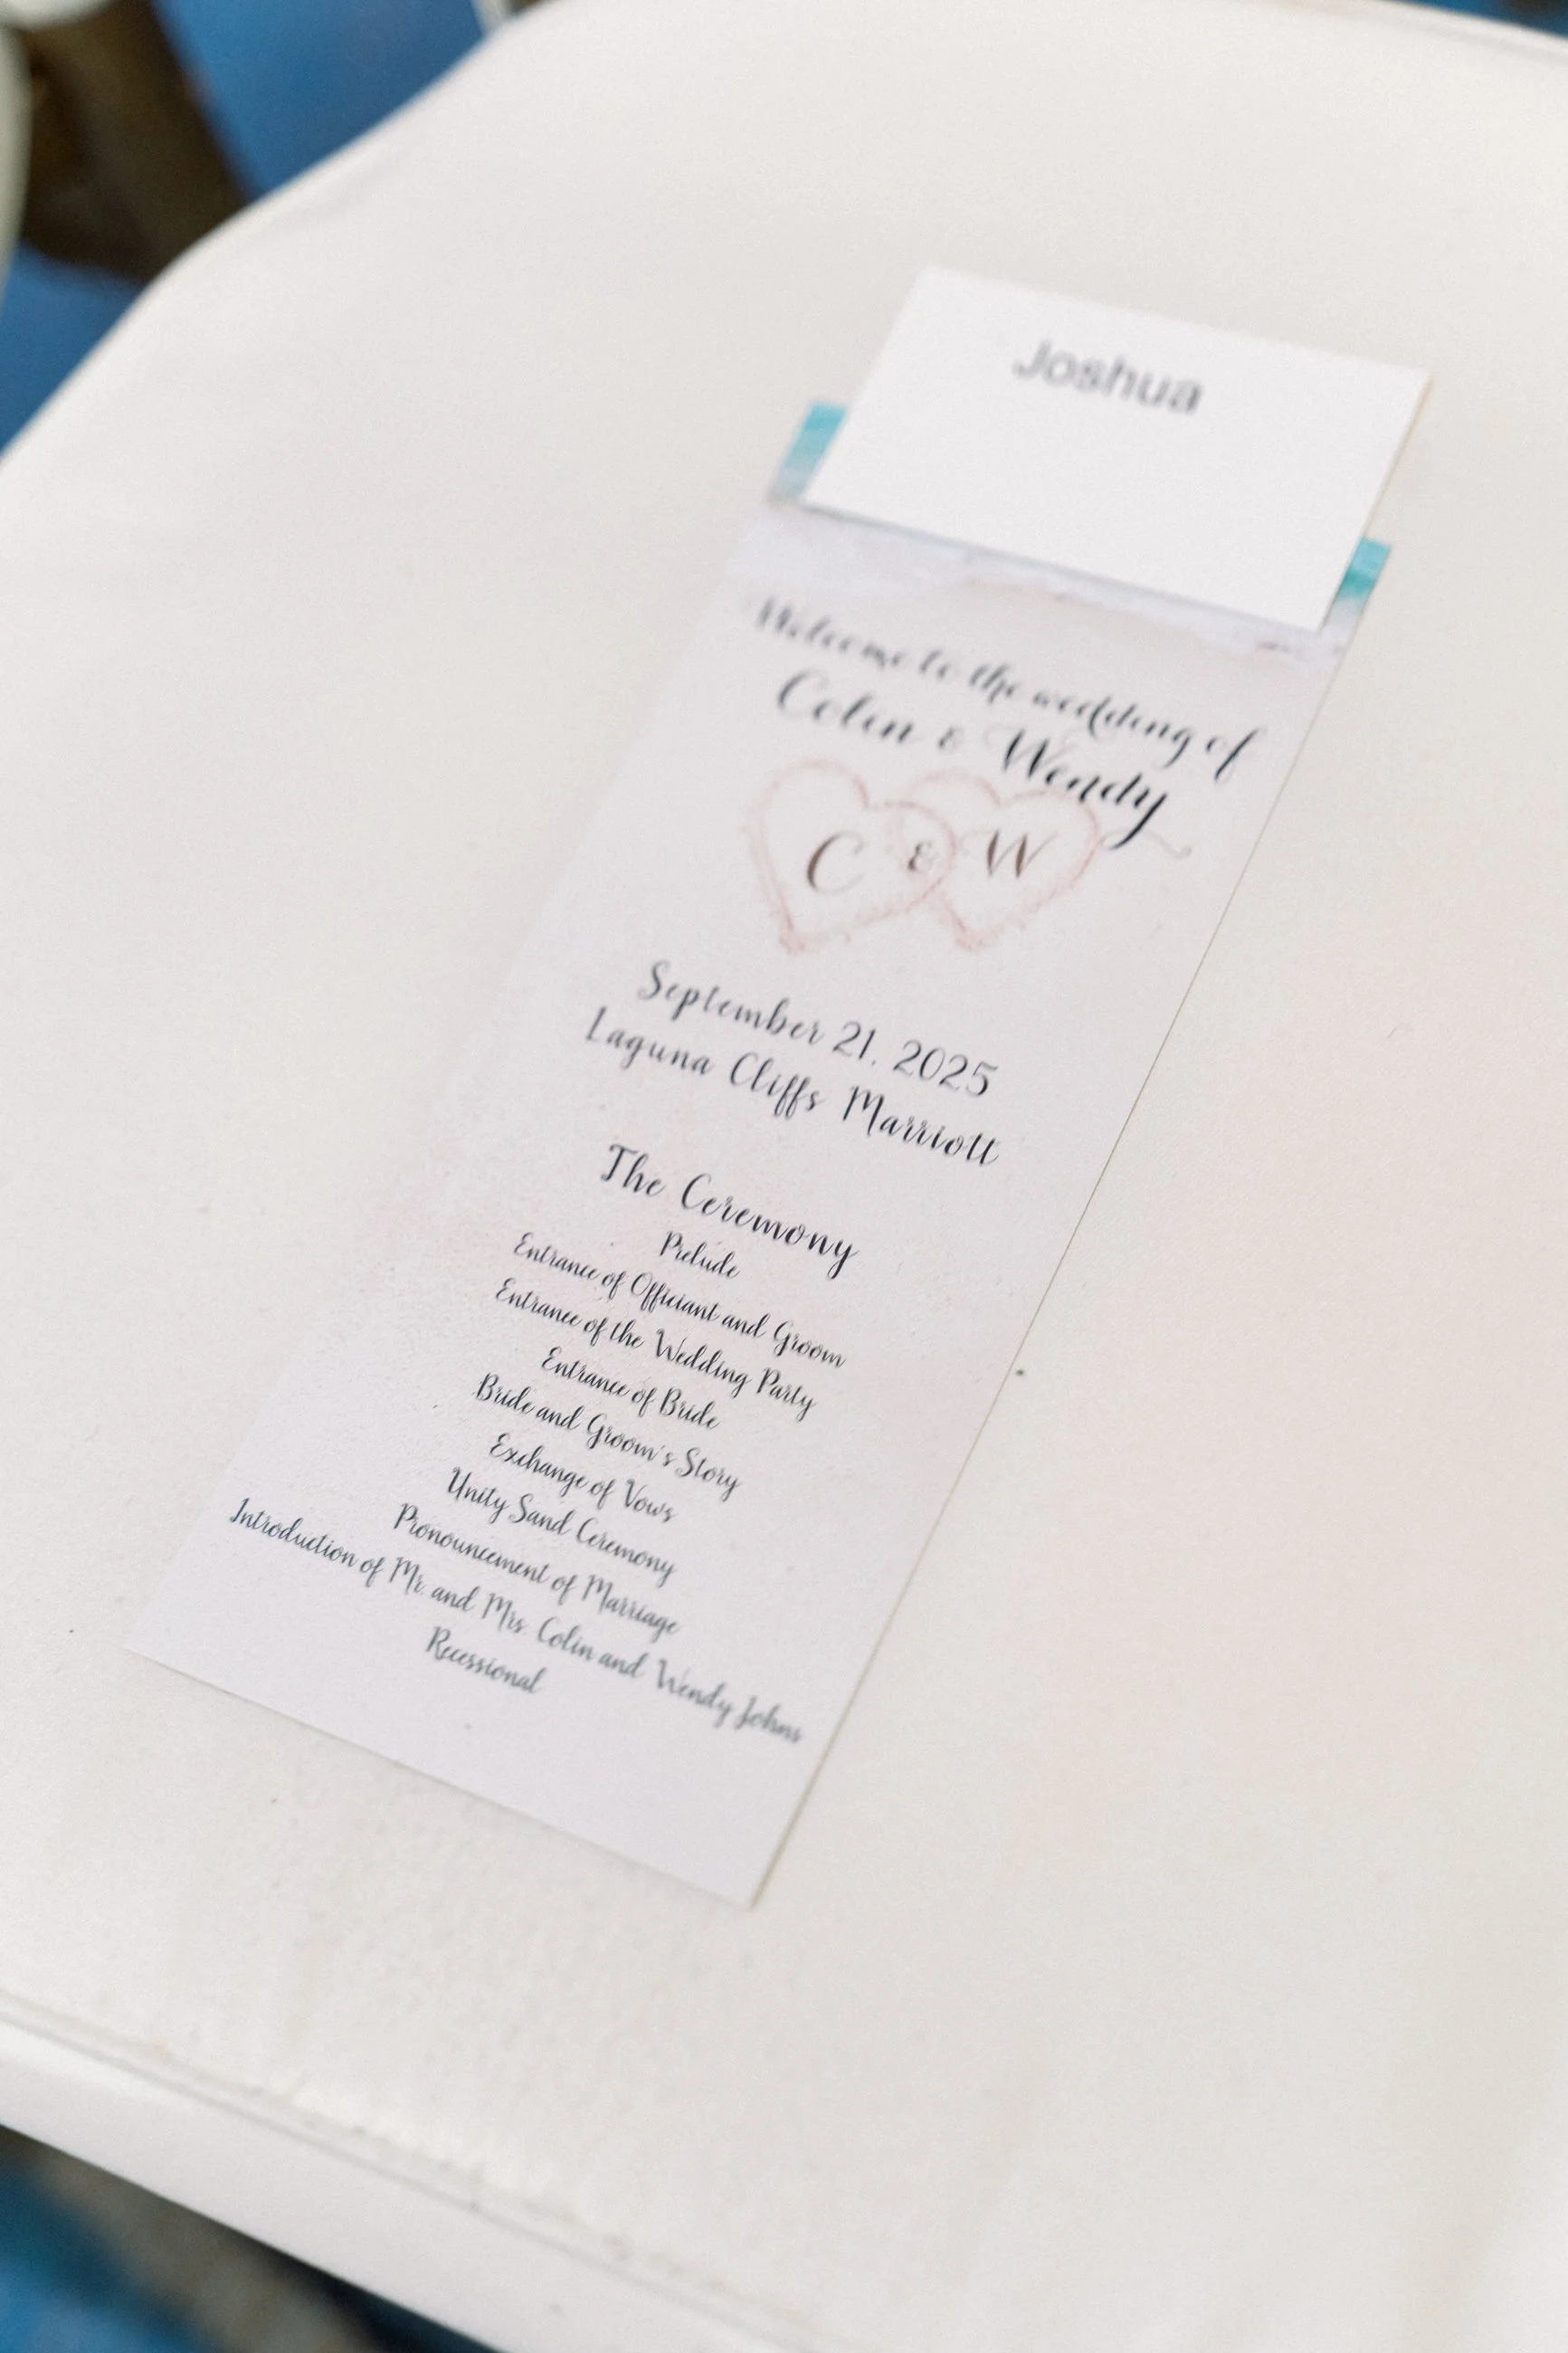 Joshua
Welcome to the wedding of
Colin & Wendy
C & W
September 21, 2025
Laguna Cliffs Marriott
The Ceremony
Prelude
Entrance of Officiant and Groom
Entrance of the Wedding Party
Entrance of Bride
Bride and Groom's Story
Exchange of Vows
Unity Sand Ceremony
Pronouncement of Marriage
Introduction of Mr. and Mrs. Colin and Wendy Johns
Recessional